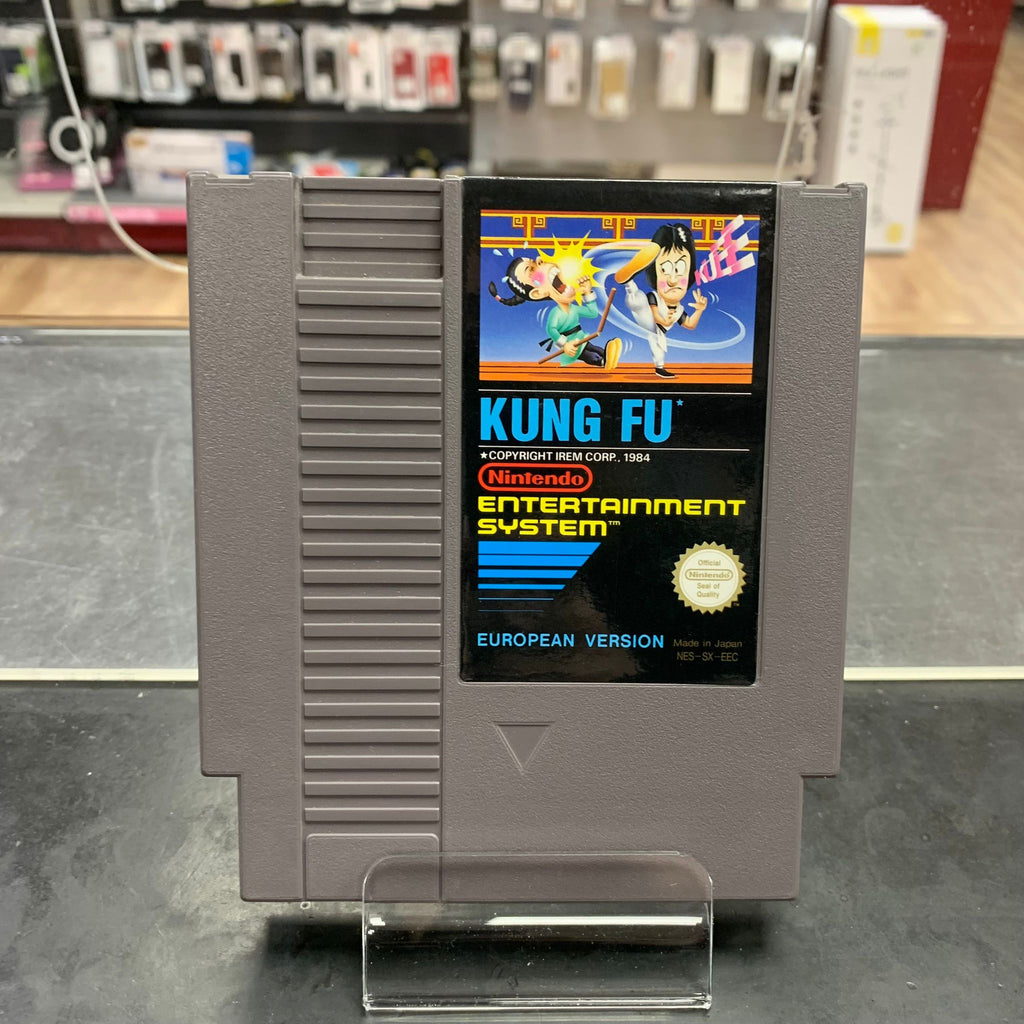 KICK
KUNG FU*
★COPYRIGHT IREM CORP., 1984
Nintendo
ENTERTAINMENT
SYSTEM™
Official
Nintendo
Seal of
Quality
EUROPEAN VERSION
Made in Japan
NES-SX-EEC